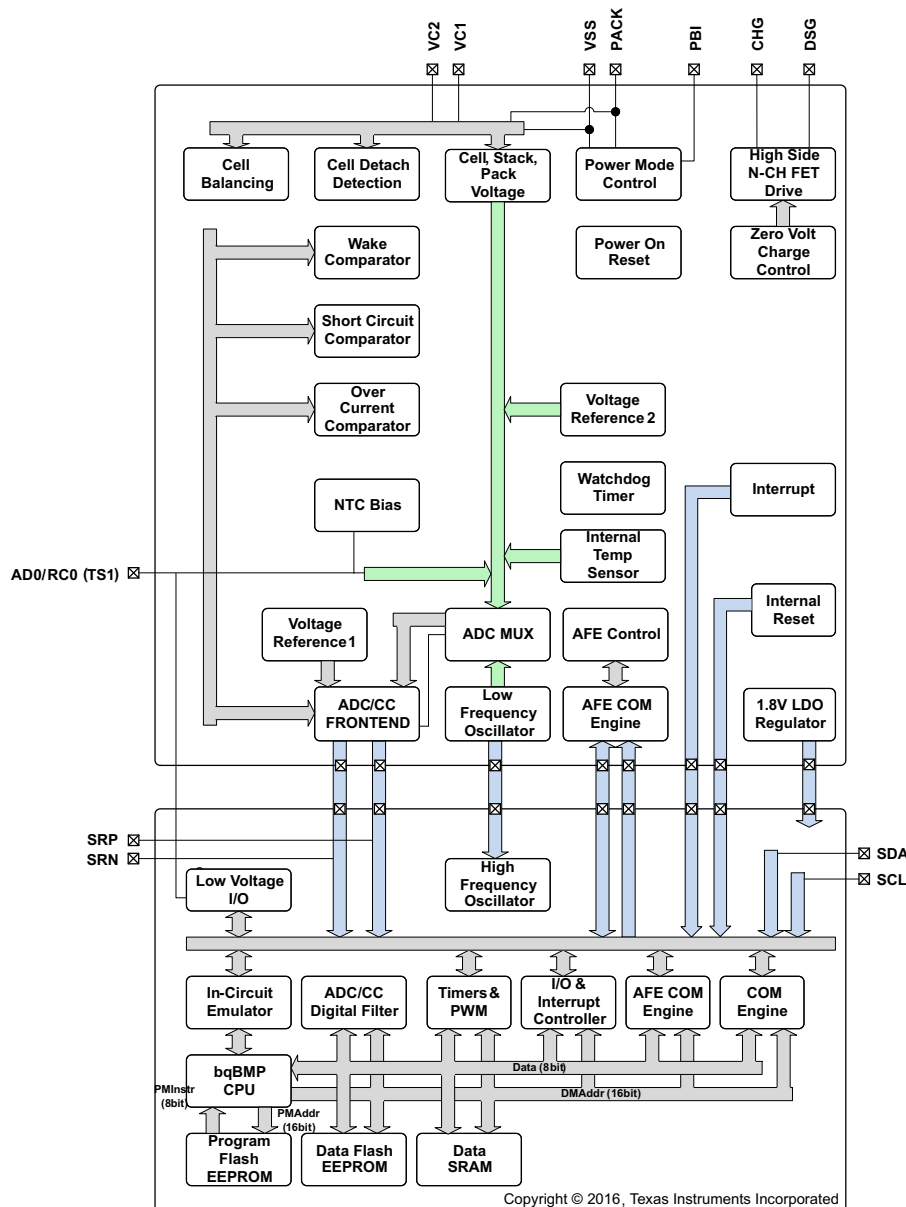 VC2
VC1
VSS
PACK
PBI
CHG
DSG
Cell
Balancing
Cell Detach
Detection
Cell, Stack,
Pack
Voltage
Power Mode
Control
High Side
N-CH FET
Drive
Wake
Comparator
Power On
Reset
Zero Volt
Charge
Control
Short Circuit
Comparator
Over
Current
Comparator
Voltage
Reference 2
NTC Bias
Watchdog
Timer
Interrupt
AD0/RC0 (TS1)
Internal
Temp
Sensor
Voltage
Reference 1
ADC MUX
AFE Control
Internal
Reset
ADC/CC
FRONTEND
Low
Frequency
Oscillator
AFE COM
Engine
1.8V LDO
Regulator
SRP
SRN
SDA
SCL
Low Voltage
I/O
High
Frequency
Oscillator
In-Circuit
Emulator
ADC/CC
Digital Filter
Timers &
PWM
I/O &
Interrupt
Controller
AFE COM
Engine
COM
Engine
bqBMP
CPU
Data (8bit)
DMAddr (16bit)
PMInstr
(8bit)
PMAddr
(16bit)
Program
Flash
EEPROM
Data Flash
EEPROM
Data
SRAM
Copyright © 2016, Texas Instruments Incorporated